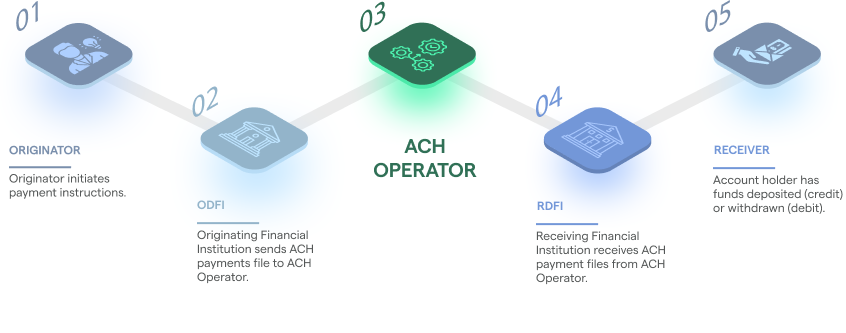 01
ORIGINATOR
Originator initiates
payment instructions.
02
ODFI
Originating Financial
Institution sends ACH
payments file to ACH
Operator.
03
ACH
OPERATOR
04
RDFI
Receiving Financial
Institution receives ACH
payment files from ACH
Operator.
05
RECEIVER
Account holder has
funds deposited (credit)
or withdrawn (debit).